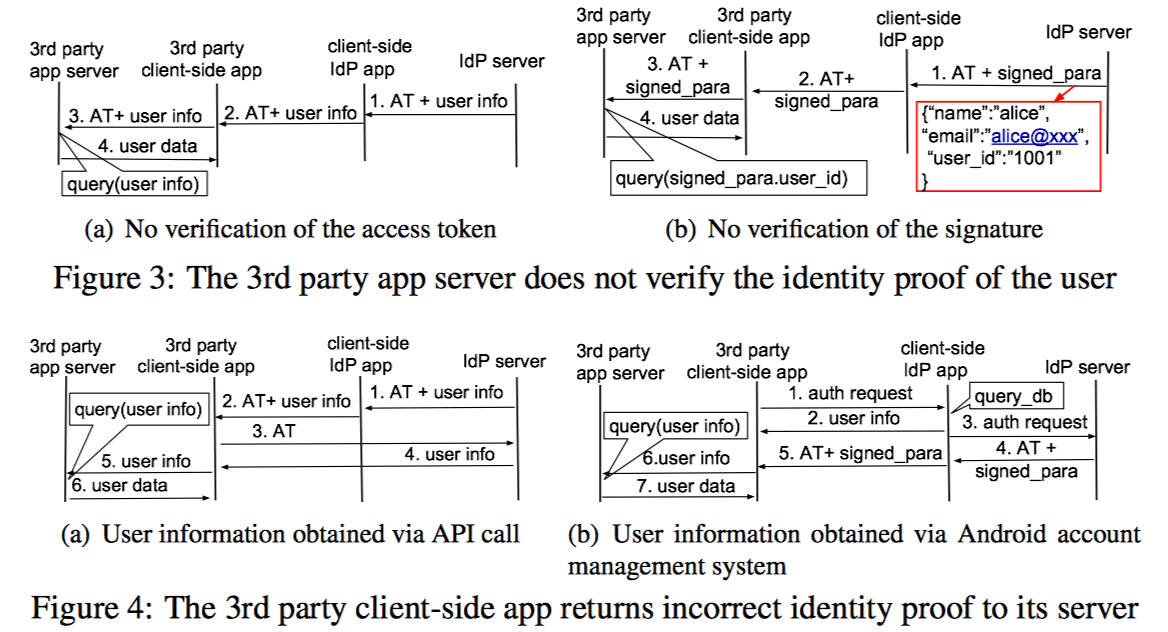 3rd party
app server
3rd party
client-side app
client-side
IdP app
IdP server
1. AT + user info
2. AT+ user info
3. AT+ user info
4. user data
query(user info)
(a) No verification of the access token
3rd party
app server
3rd party
client-side app
client-side
IdP app
IdP server
1. AT + signed_para
2. AT+
signed_para
3. AT +
signed_para
4. user data
{“name":”alice”,
“email":”alice@xxx”,
“user_id":”1001”
}
query(signed_para.user_id)
(b) No verification of the signature
Figure 3: The 3rd party app server does not verify the identity proof of the user
3rd party
app server
3rd party
client-side app
client-side
IdP app
IdP server
1. AT + user info
2. AT+ user info
query(user info)
3. AT
4. user info
5. user info
6. user data
(a) User information obtained via API call
3rd party
app server
3rd party
client-side app
client-side
IdP app
IdP server
1. auth request
query_db
2. user info
3. auth request
query(user info)
4. AT +
signed_para
5. AT+ signed_para
6.user info
7. user data
(b) User information obtained via Android account
management system
Figure 4: The 3rd party client-side app returns incorrect identity proof to its server